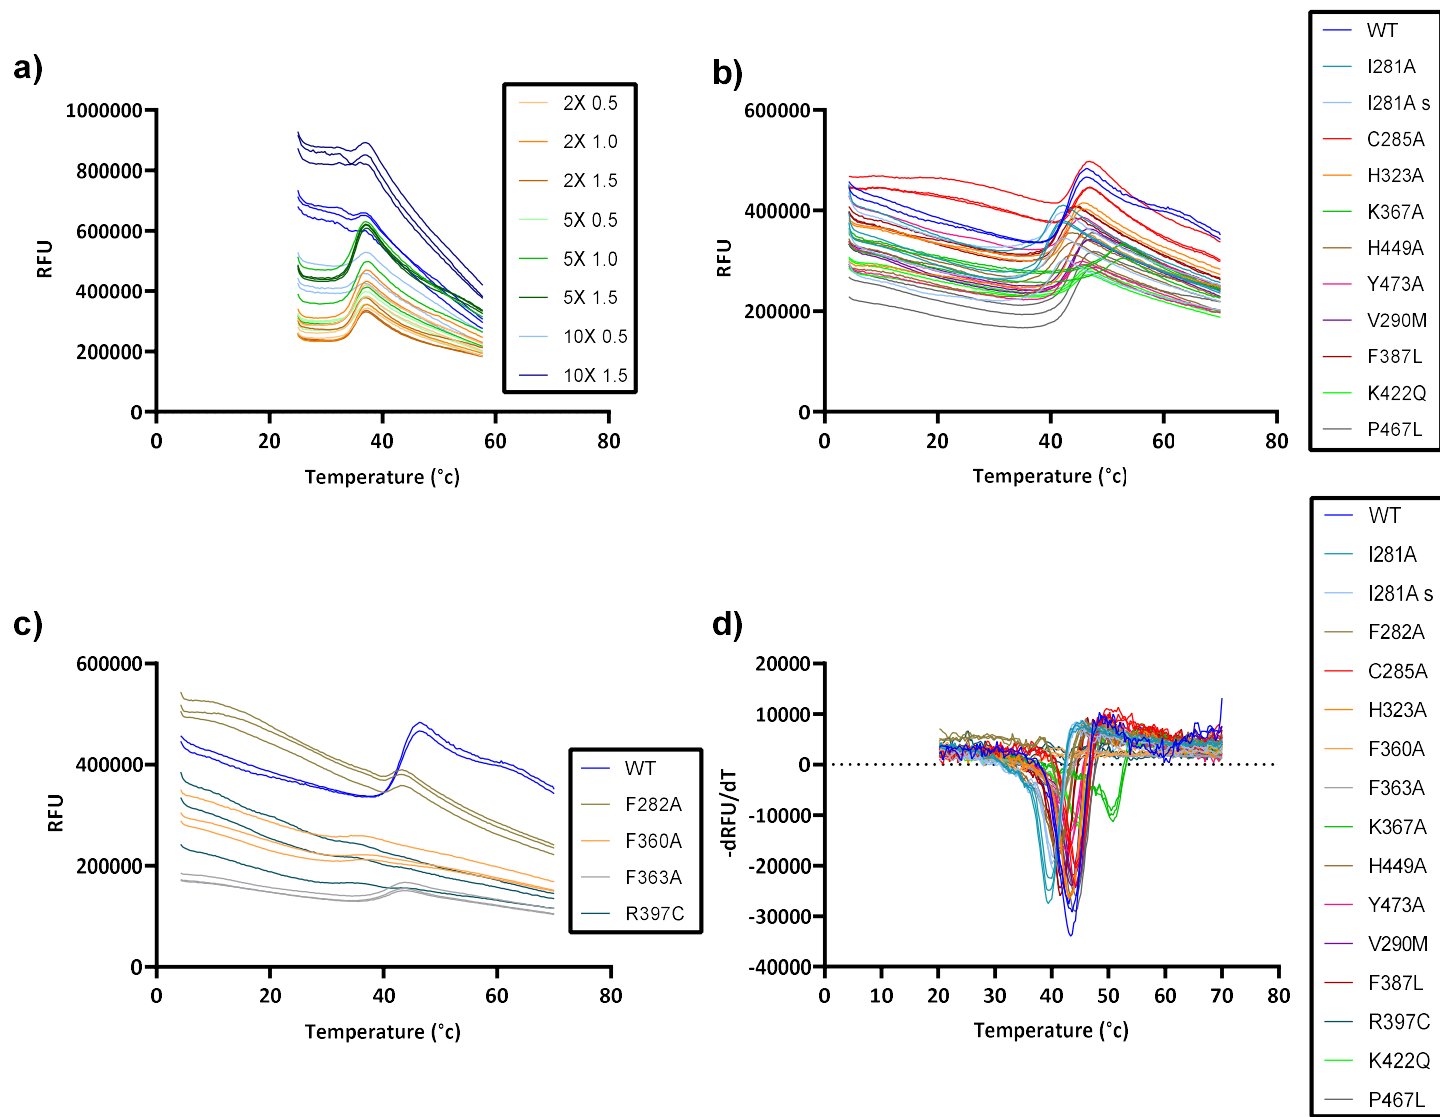 a)
1000000
800000
600000
400000
200000
0
RFU
0 20 40 60 80
Temperature (°c)
2X 0.5
2X 1.0
2X 1.5
5X 0.5
5X 1.0
5X 1.5
10X 0.5
10X 1.5
b)
600000
400000
200000
0
RFU
0 20 40 60 80
Temperature (°c)
WT
I281A
I281A s
C285A
H323A
K367A
H449A
Y473A
V290M
F387L
K422Q
P467L
c)
600000
400000
200000
0
RFU
0 20 40 60 80
Temperature (°c)
WT
F282A
F360A
F363A
R397C
d)
20000
10000
0
-10000
-20000
-30000
-40000
-dRFU/dT
0 10 20 30 40 50 60 70 80
Temperature (°c)
WT
I281A
I281A s
F282A
C285A
H323A
F360A
F363A
K367A
H449A
Y473A
V290M
F387L
R397C
K422Q
P467L